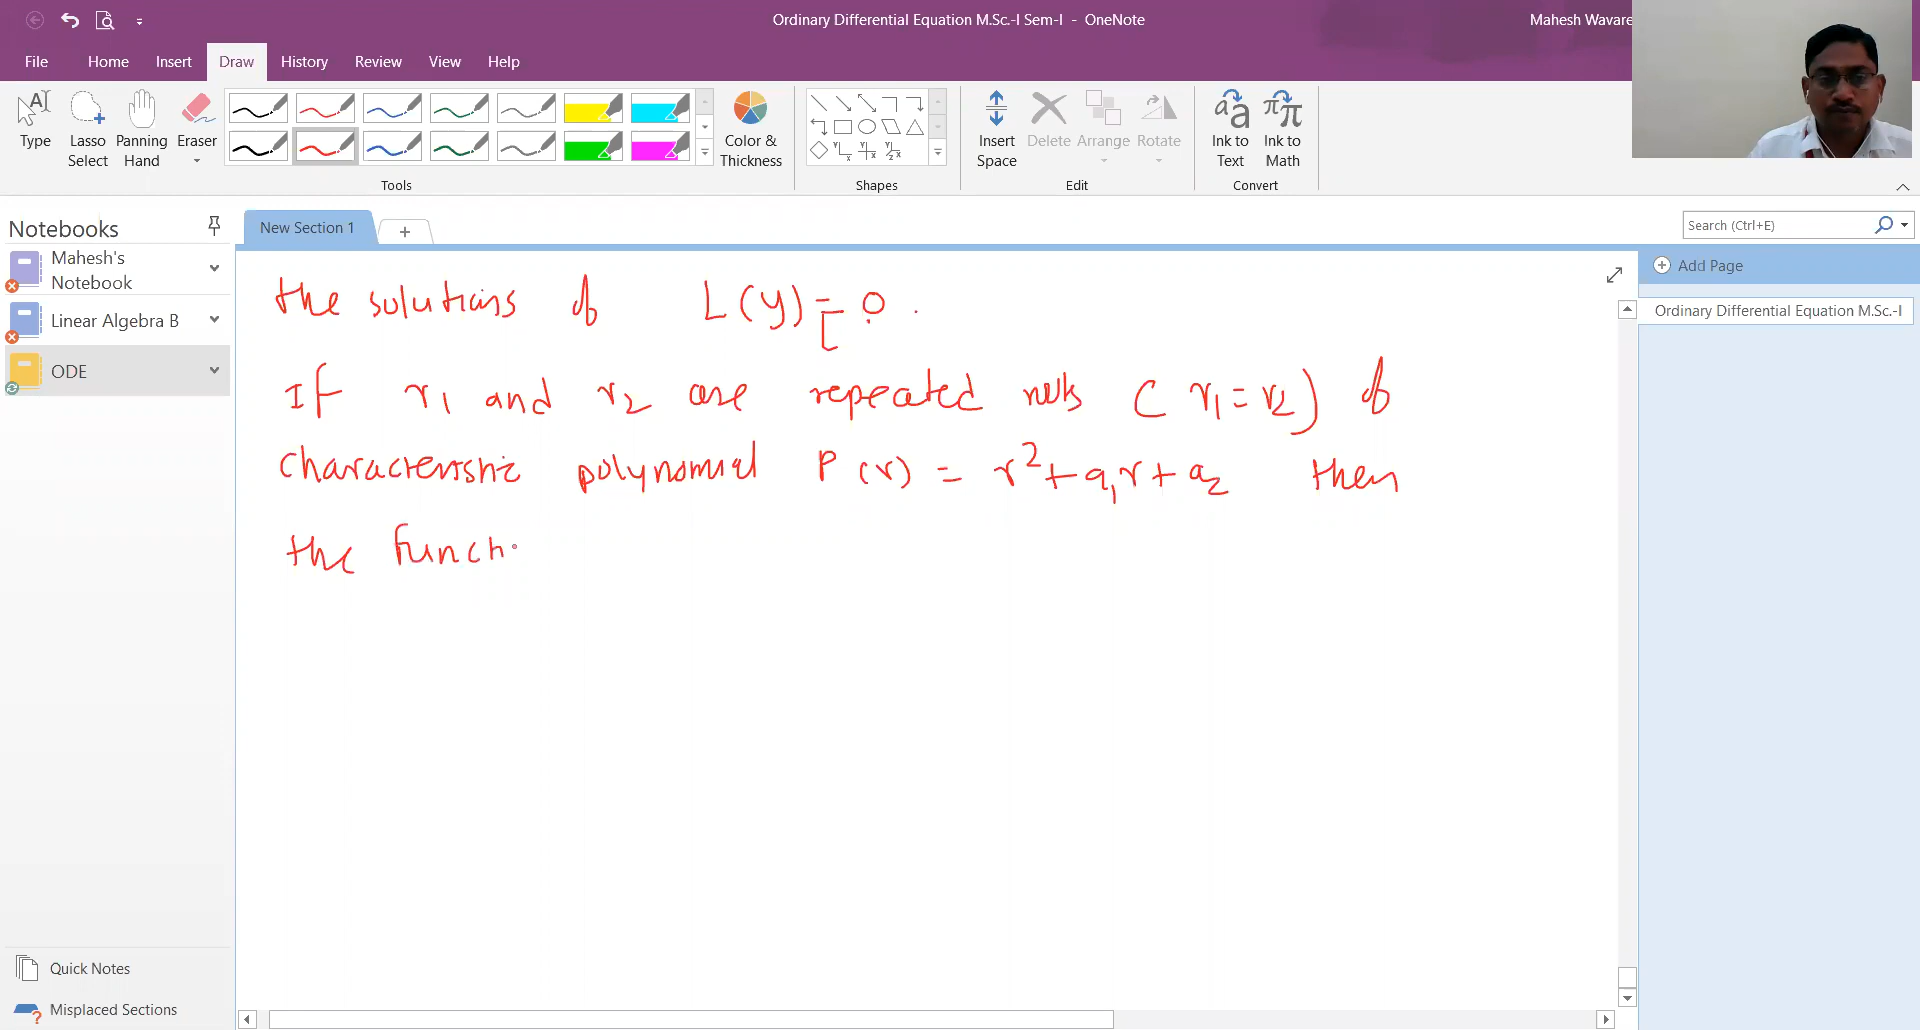 Ordinary Differential Equation M.Sc.-I Sem-I - OneNote
Mahesh Wavare
File Home Insert Draw History Review View Help
Type
Lasso Select
Panning Hand
Eraser
Color & Thickness
Insert Space
Delete
Arrange
Rotate
Ink to Text
Ink to Math
Tools
Shapes
Edit
Convert
Notebooks
New Section 1
Search (Ctrl+E)
Mahesh's Notebook
Linear Algebra B
ODE
Add Page
Ordinary Differential Equation M.Sc.-I
the solutions of L(y) = 0.
If r1 and r2 are repeated roots ( r1 = r2) of
characteristic polynomial P(r) = r² + a1r + a2 then
the funct
Quick Notes
Misplaced Sections